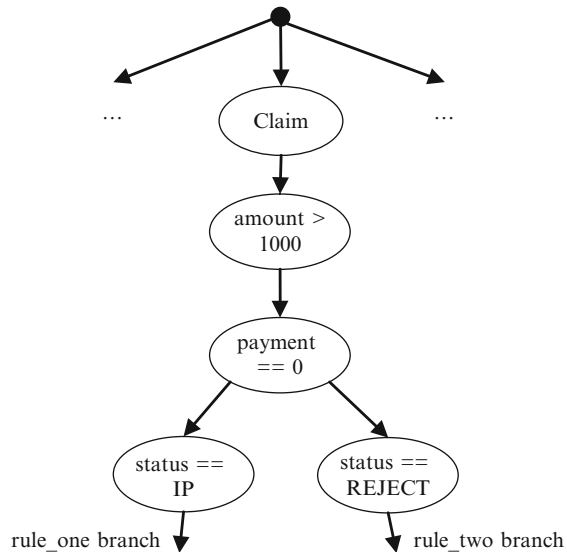 ...
...
Claim
amount >
1000
payment
== 0
status ==
IP
status ==
REJECT
rule_one branch
rule_two branch